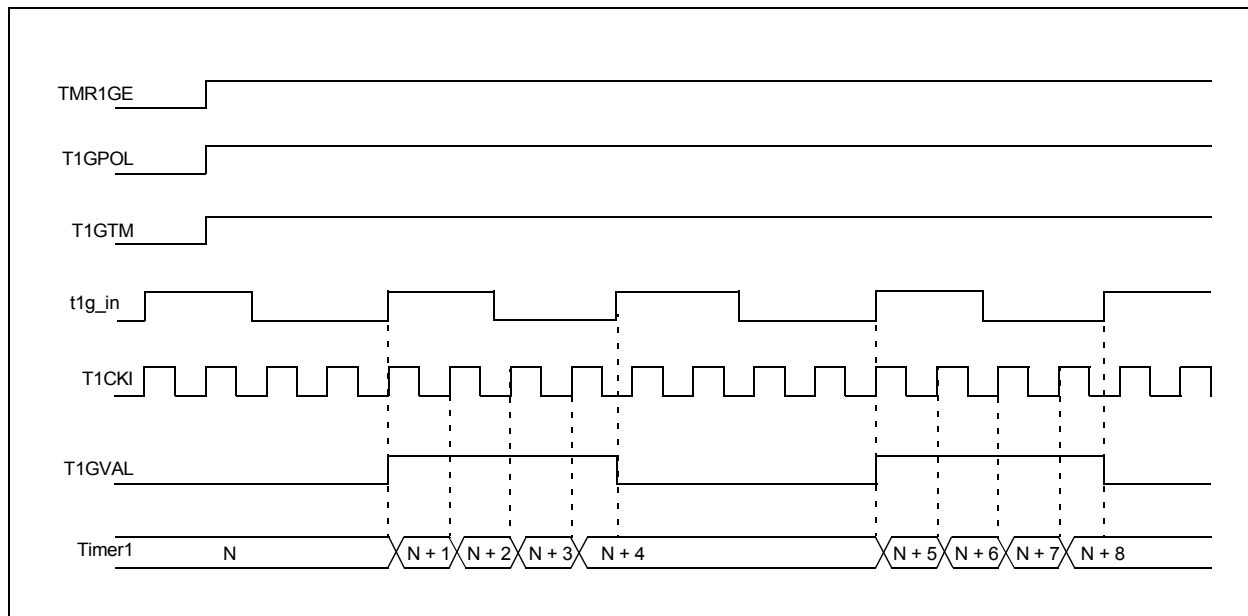 TMR1GE
T1GPOL
T1GTM
t1g_in
T1CKI
T1GVAL
Timer1 N N + 1 N + 2 N + 3 N + 4 N + 5 N + 6 N + 7 N + 8